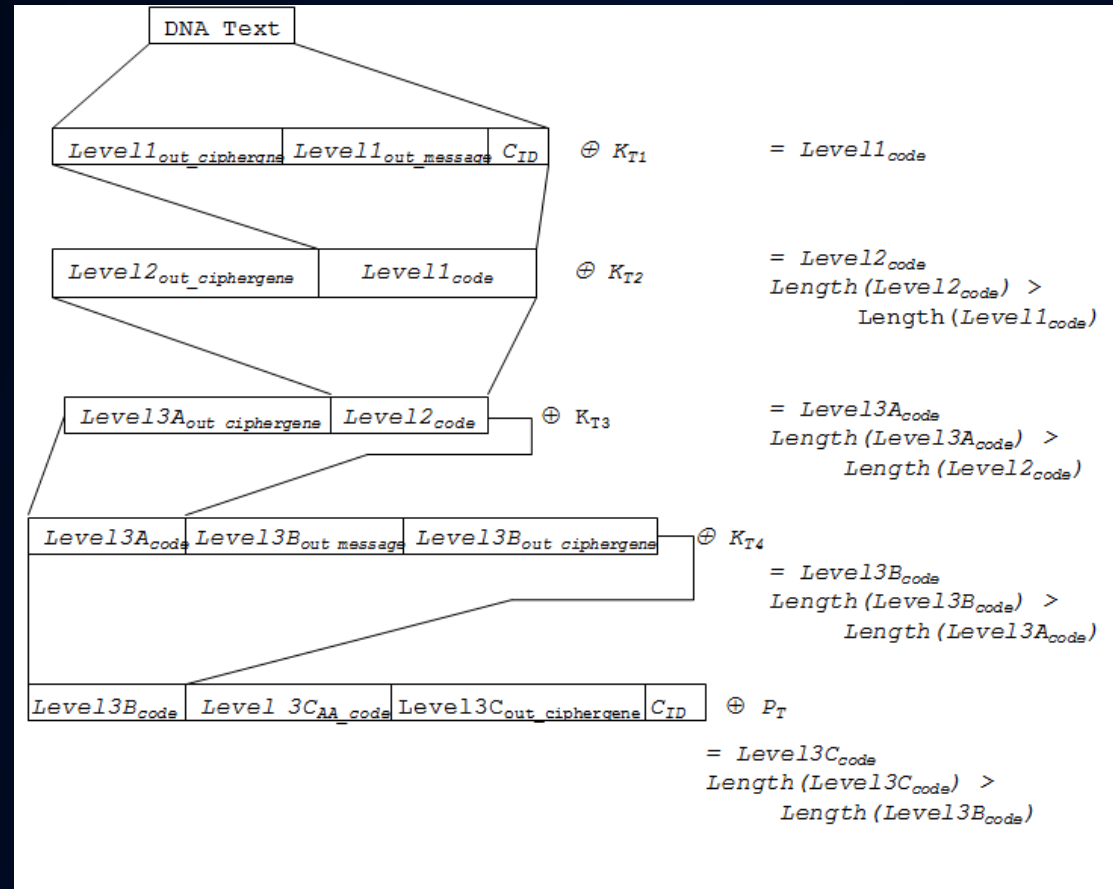 DNA Text
Level1out_ciphergne Level1out_message CID ⊕ KT1 = Level1code
Level2out_ciphergene Level1code ⊕ KT2 = Level2code
Length(Level2code) >
Length(Level1code)
Level3Aout ciphergene Level2code ⊕ KT3 = Level3Acode
Length(Level3Acode) >
Length(Level2code)
Level3Acode Level3Bout message Level3Bout ciphergene ⊕ KT4
= Level3Bcode
Length(Level3Bcode) >
Length(Level3Acode)
Level3Bcode Level 3CAA_code Level3Cout_ciphergene CID ⊕ PT
= Level3Ccode
Length(Level3Ccode) >
Length(Level3Bcode)